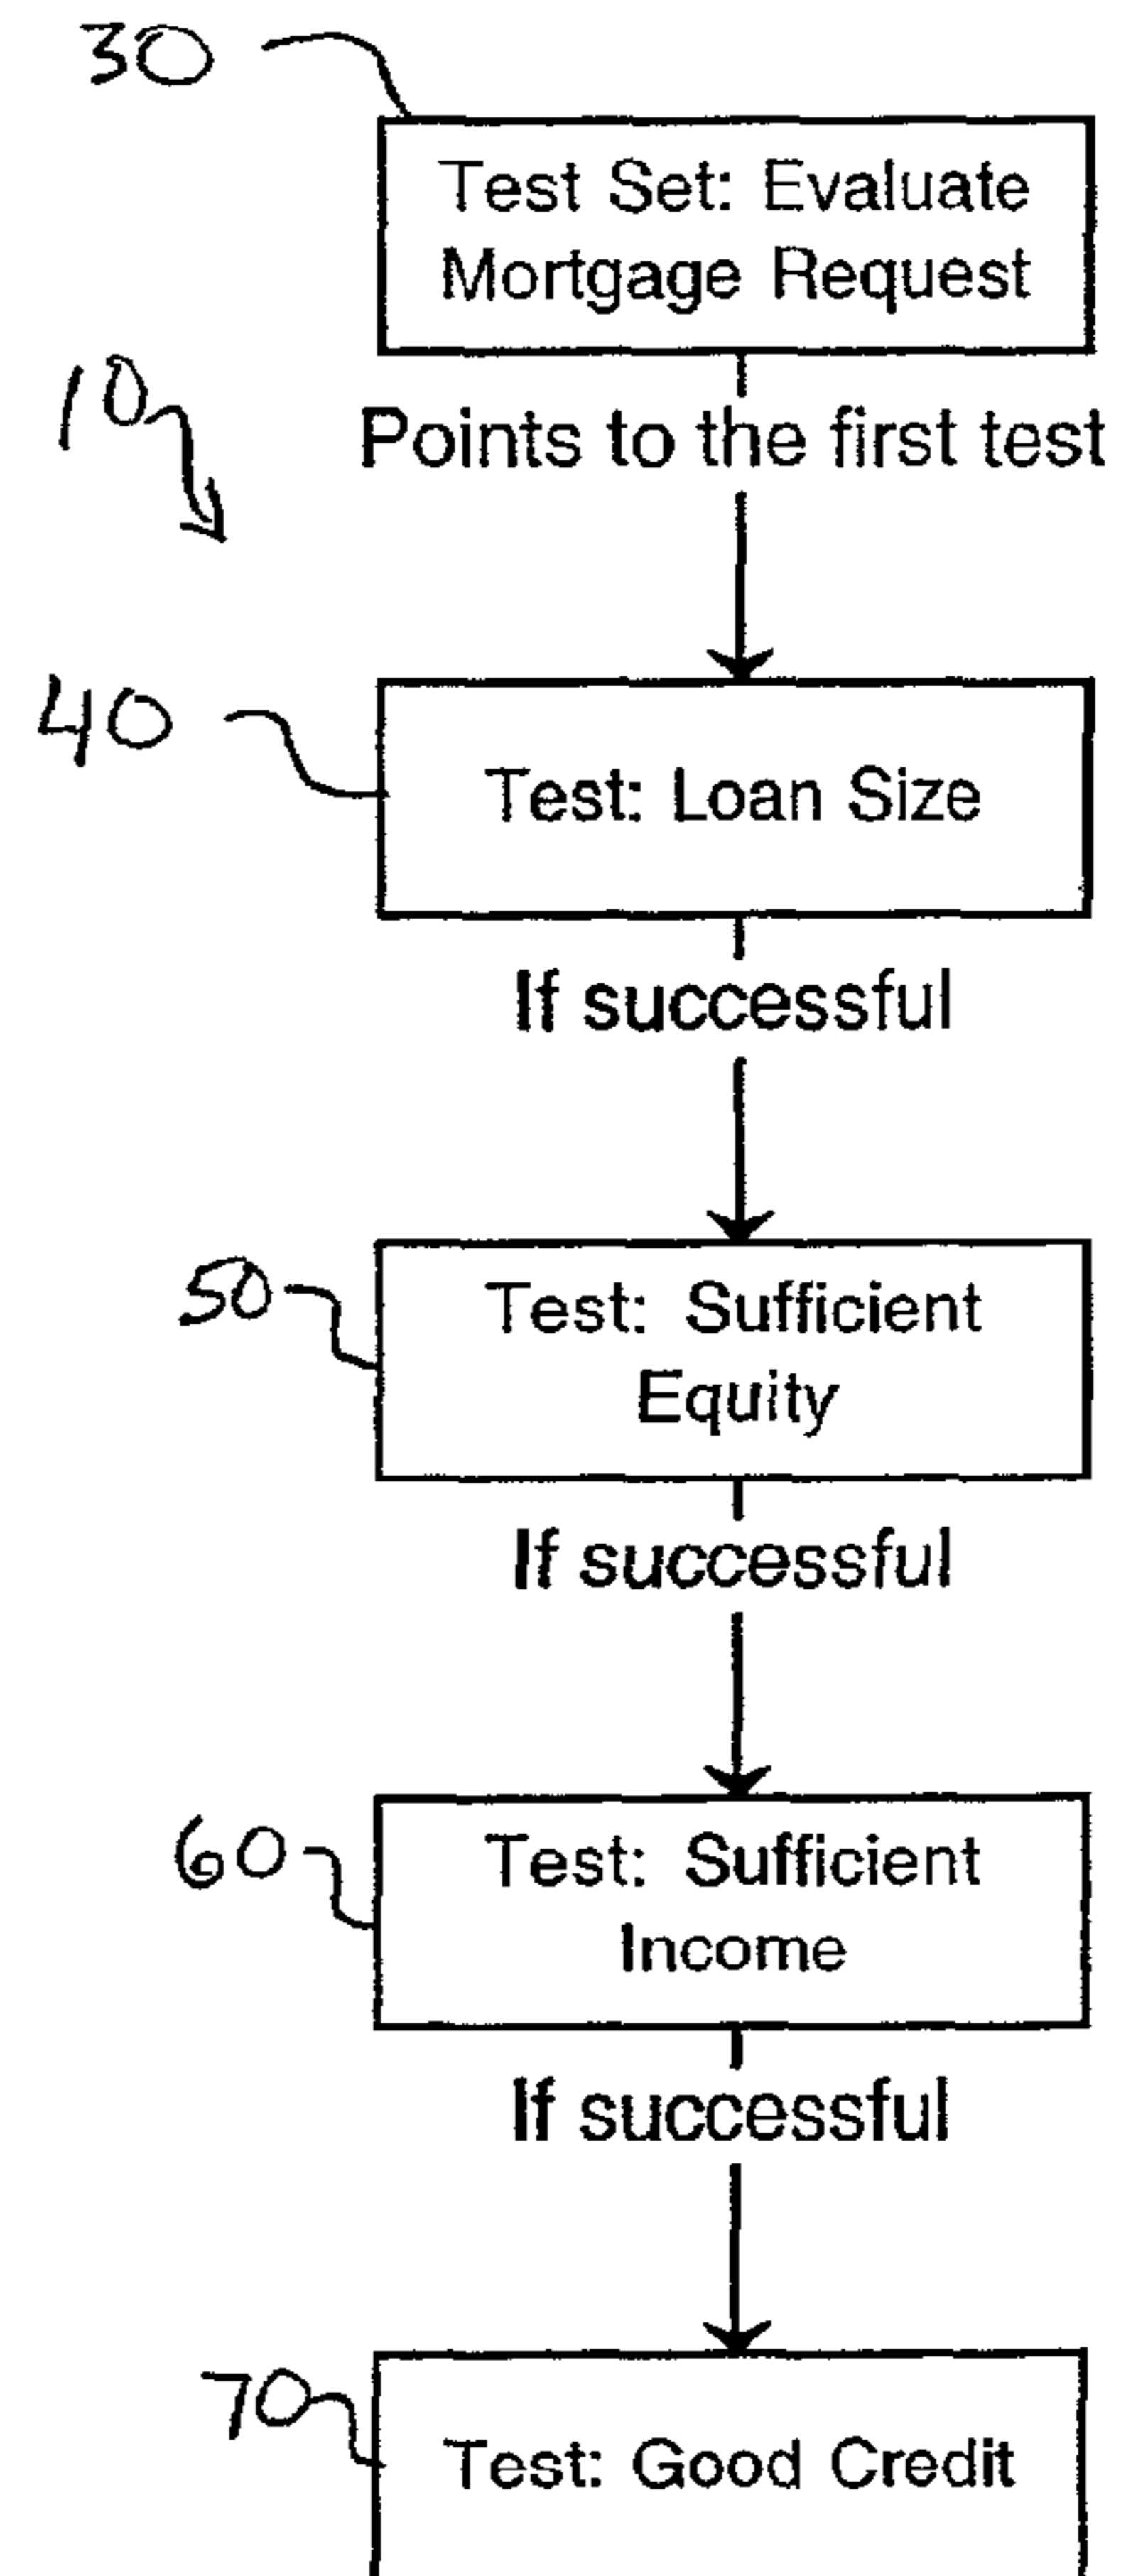 30
Test Set: Evaluate
Mortgage Request
10
Points to the first test
40
Test: Loan Size
If successful
50
Test: Sufficient
Equity
If successful
60
Test: Sufficient
Income
If successful
70
Test: Good Credit